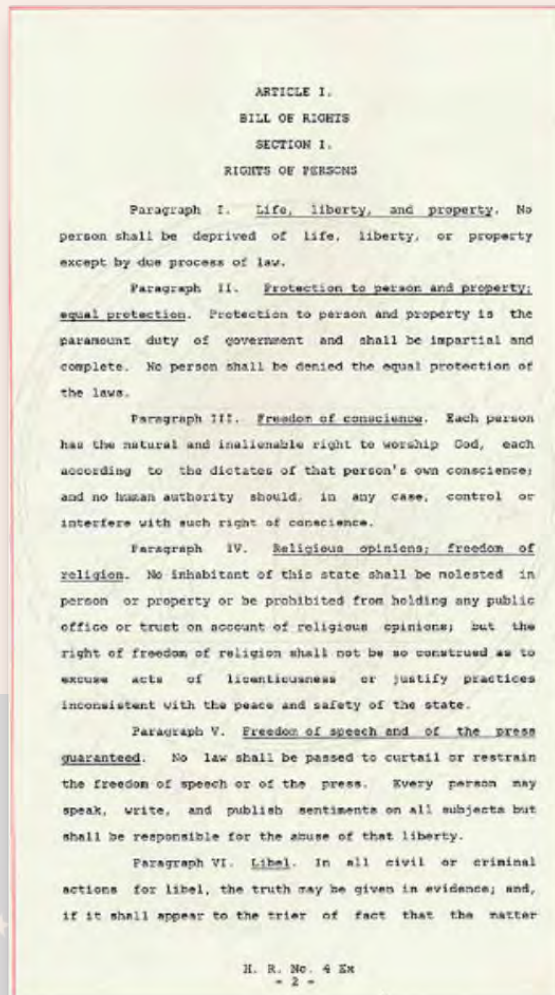 ARTICLE I.
BILL OF RIGHTS
SECTION I.
RIGHTS OF PERSONS
Paragraph I. Life, liberty, and property. No
person shall be deprived of life, liberty, or property
except by due process of law.
Paragraph II. Protection to person and property;
equal protection. Protection to person and property is the
paramount duty of government and shall be impartial and
complete. No person shall be denied the equal protection of
the laws.
Paragraph III. Freedom of conscience. Each person
has the natural and inalienable right to worship God, each
according to the dictates of that person's own conscience;
and no human authority should, in any case, control or
interfere with such right of conscience.
Paragraph IV. Religious opinions; freedom of
religion. No inhabitant of this state shall be molested in
person or property or be prohibited from holding any public
office or trust on account of religious opinions; but the
right of freedom of religion shall not be so construed as to
excuse acts of licentiousness or justify practices
inconsistent with the peace and safety of the state.
Paragraph V. Freedom of speech and of the press
guaranteed. No law shall be passed to curtail or restrain
the freedom of speech or of the press. Every person may
speak, write, and publish sentiments on all subjects but
shall be responsible for the abuse of that liberty.
Paragraph VI. Libel. In all civil or criminal
actions for libel, the truth may be given in evidence; and,
if it shall appear to the trier of fact that the matter
H. R. No. 4 Ex
- 2 -